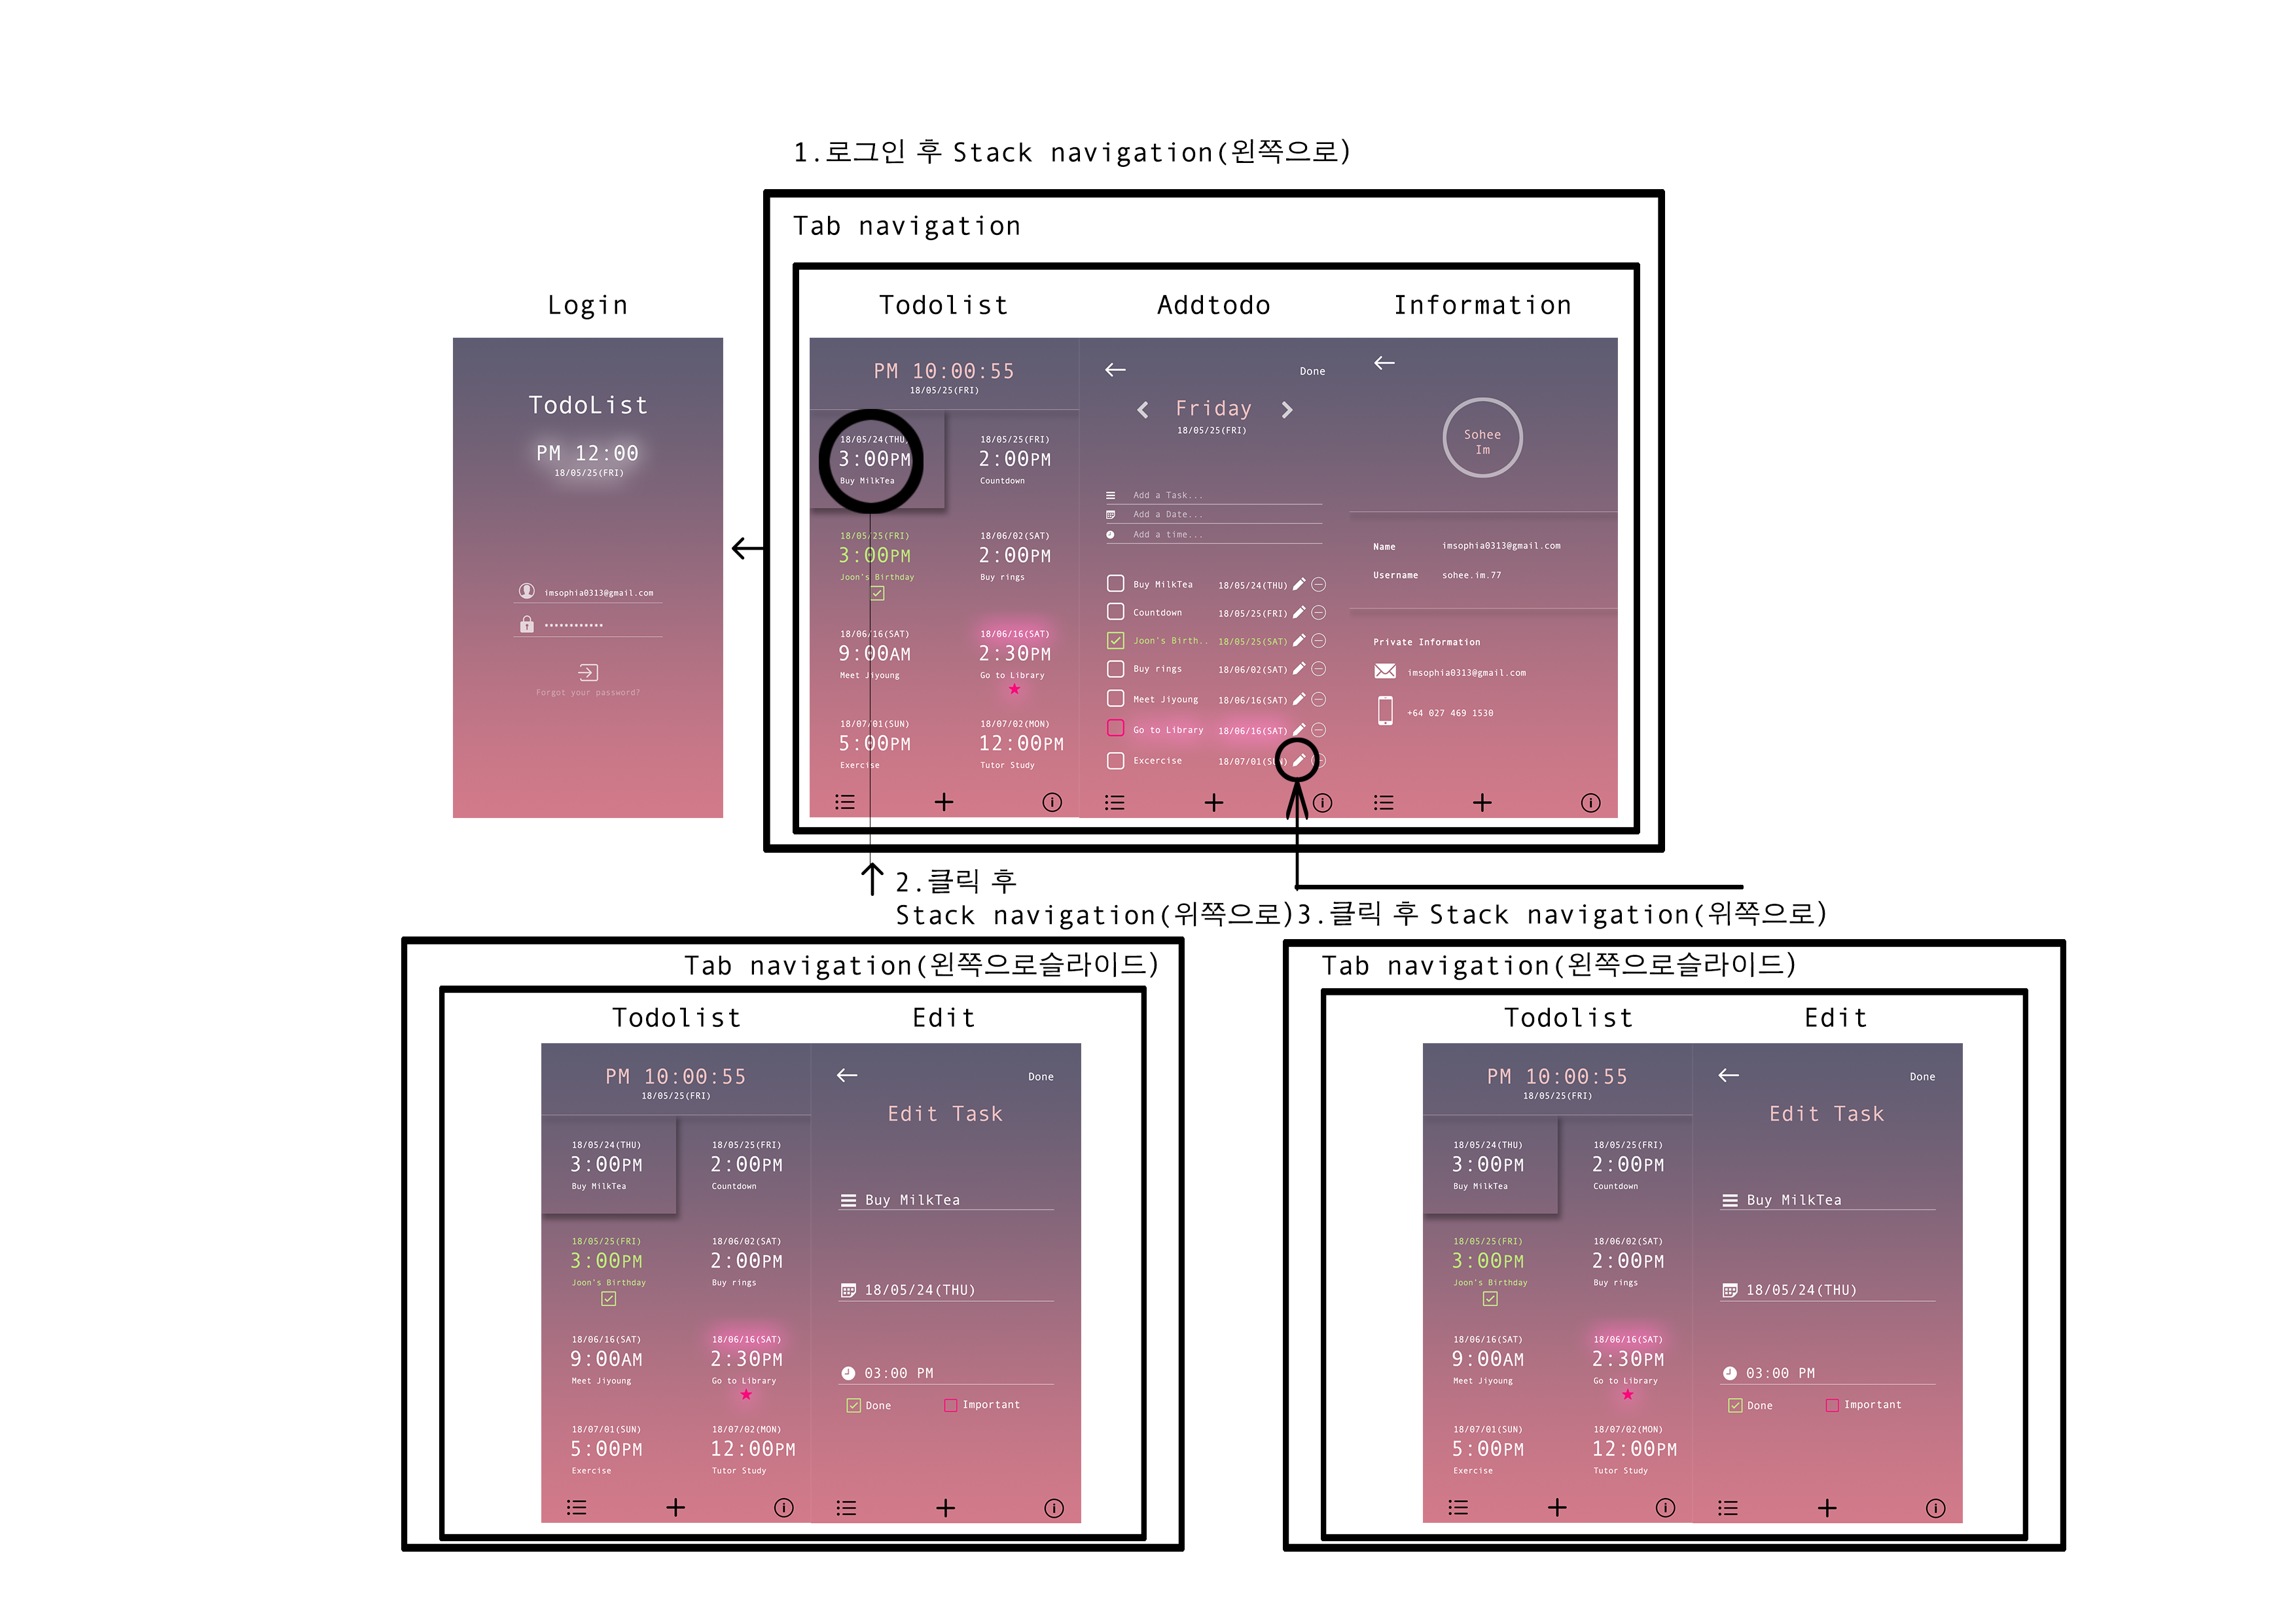 1.로그인 후 Stack navigation(왼쪽으로)
Tab navigation
Login
TodoList
PM 12:00
18/05/25(FRI)
imsophia0313@gmail.com
Forgot your password?
Todolist
PM 10:00:55
18/05/25(FRI)
18/05/24(THU)
3:00PM
Buy MilkTea
18/05/25(FRI)
2:00PM
Countdown
18/05/25(FRI)
3:00PM
Joon's Birthday
18/06/02(SAT)
2:00PM
Buy rings
18/06/16(SAT)
9:00AM
Meet Jiyoung
18/06/16(SAT)
2:30PM
Go to Library
18/07/01(SUN)
5:00PM
Exercise
18/07/02(MON)
12:00PM
Tutor Study
Addtodo
Done
Friday
18/05/25(FRI)
Add a Task...
Add a Date...
Add a time...
Buy MilkTea 18/05/24(THU)
Countdown 18/05/25(FRI)
Joon's Birth.. 18/05/25(SAT)
Buy rings 18/06/02(SAT)
Meet Jiyoung 18/06/16(SAT)
Go to Library 18/06/16(SAT)
Excercise 18/07/01(SUN)
Information
Sohee
Im
Name imsophia0313@gmail.com
Username sohee.im.77
Private Information
imsophia0313@gmail.com
+64 027 469 1530
2.클릭 후
Stack navigation(위쪽으로)
3.클릭 후 Stack navigation(위쪽으로)
Tab navigation(왼쪽으로슬라이드)
Todolist
PM 10:00:55
18/05/25(FRI)
18/05/24(THU)
3:00PM
Buy MilkTea
18/05/25(FRI)
2:00PM
Countdown
18/05/25(FRI)
3:00PM
Joon's Birthday
18/06/02(SAT)
2:00PM
Buy rings
18/06/16(SAT)
9:00AM
Meet Jiyoung
18/06/16(SAT)
2:30PM
Go to Library
18/07/01(SUN)
5:00PM
Exercise
18/07/02(MON)
12:00PM
Tutor Study
Edit
Done
Edit Task
Buy MilkTea
18/05/24(THU)
03:00 PM
Done Important
Tab navigation(왼쪽으로슬라이드)
Todolist
PM 10:00:55
18/05/25(FRI)
18/05/24(THU)
3:00PM
Buy MilkTea
18/05/25(FRI)
2:00PM
Countdown
18/05/25(FRI)
3:00PM
Joon's Birthday
18/06/02(SAT)
2:00PM
Buy rings
18/06/16(SAT)
9:00AM
Meet Jiyoung
18/06/16(SAT)
2:30PM
Go to Library
18/07/01(SUN)
5:00PM
Exercise
18/07/02(MON)
12:00PM
Tutor Study
Edit
Done
Edit Task
Buy MilkTea
18/05/24(THU)
03:00 PM
Done Important